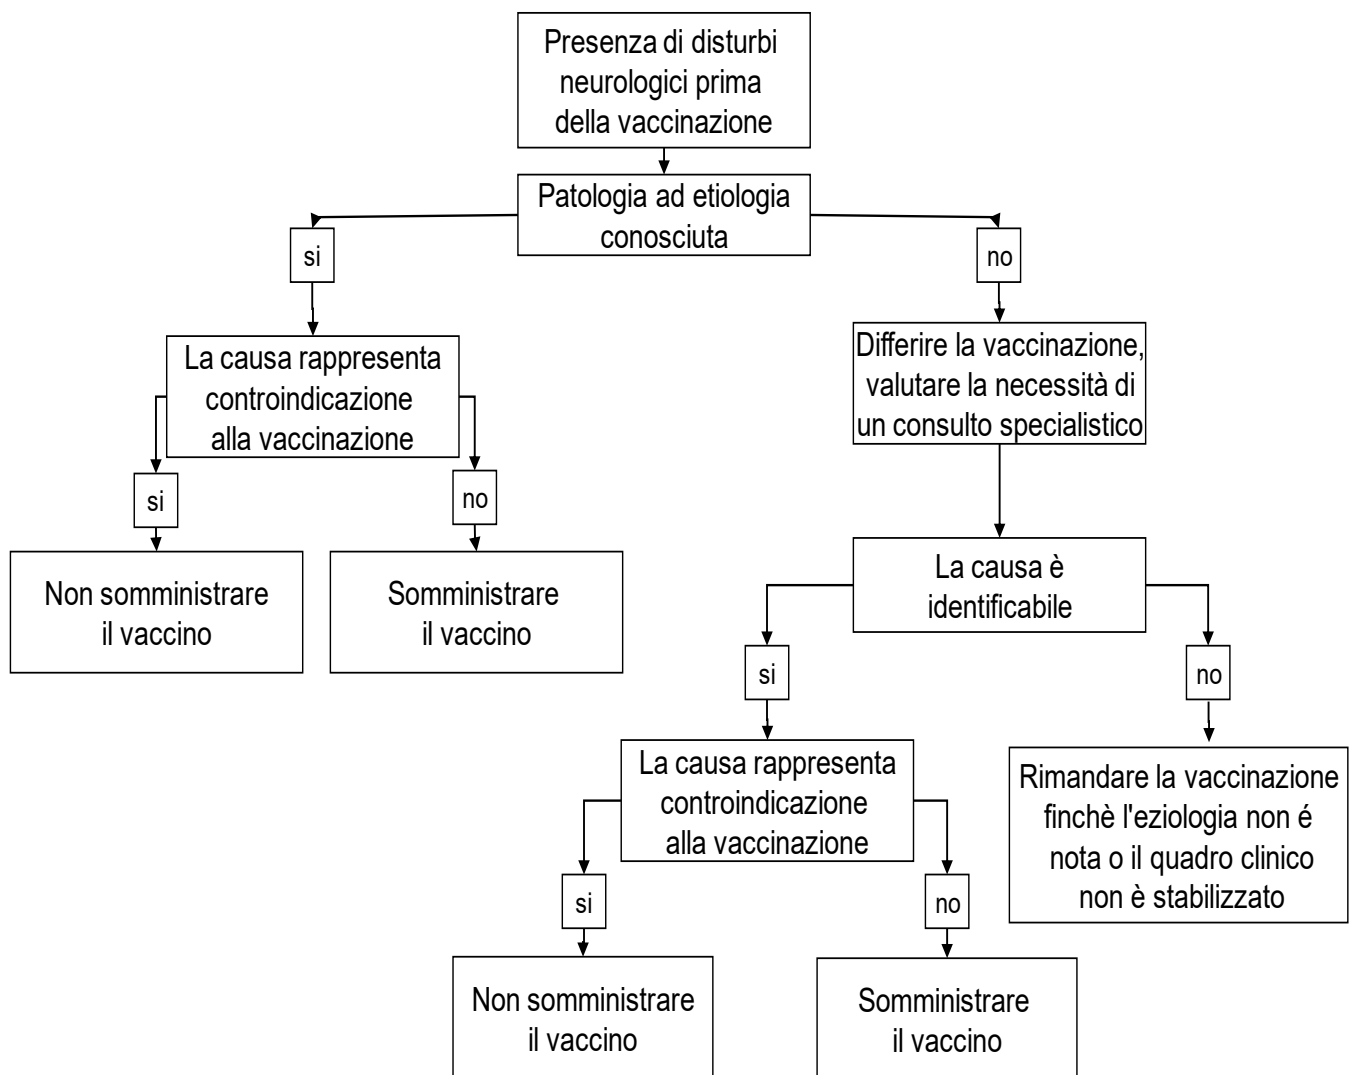 Presenza di disturbi
neurologici prima
della vaccinazione
Patologia ad etiologia
conosciuta
si
no
La causa rappresenta
controindicazione
alla vaccinazione
Differire la vaccinazione,
valutare la necessità di
un consulto specialistico
si
no
Non somministrare
il vaccino
Somministrare
il vaccino
La causa è
identificabile
si
no
La causa rappresenta
controindicazione
alla vaccinazione
Rimandare la vaccinazione
finchè l'eziologia non é
nota o il quadro clinico
non è stabilizzato
si
no
Non somministrare
il vaccino
Somministrare
il vaccino